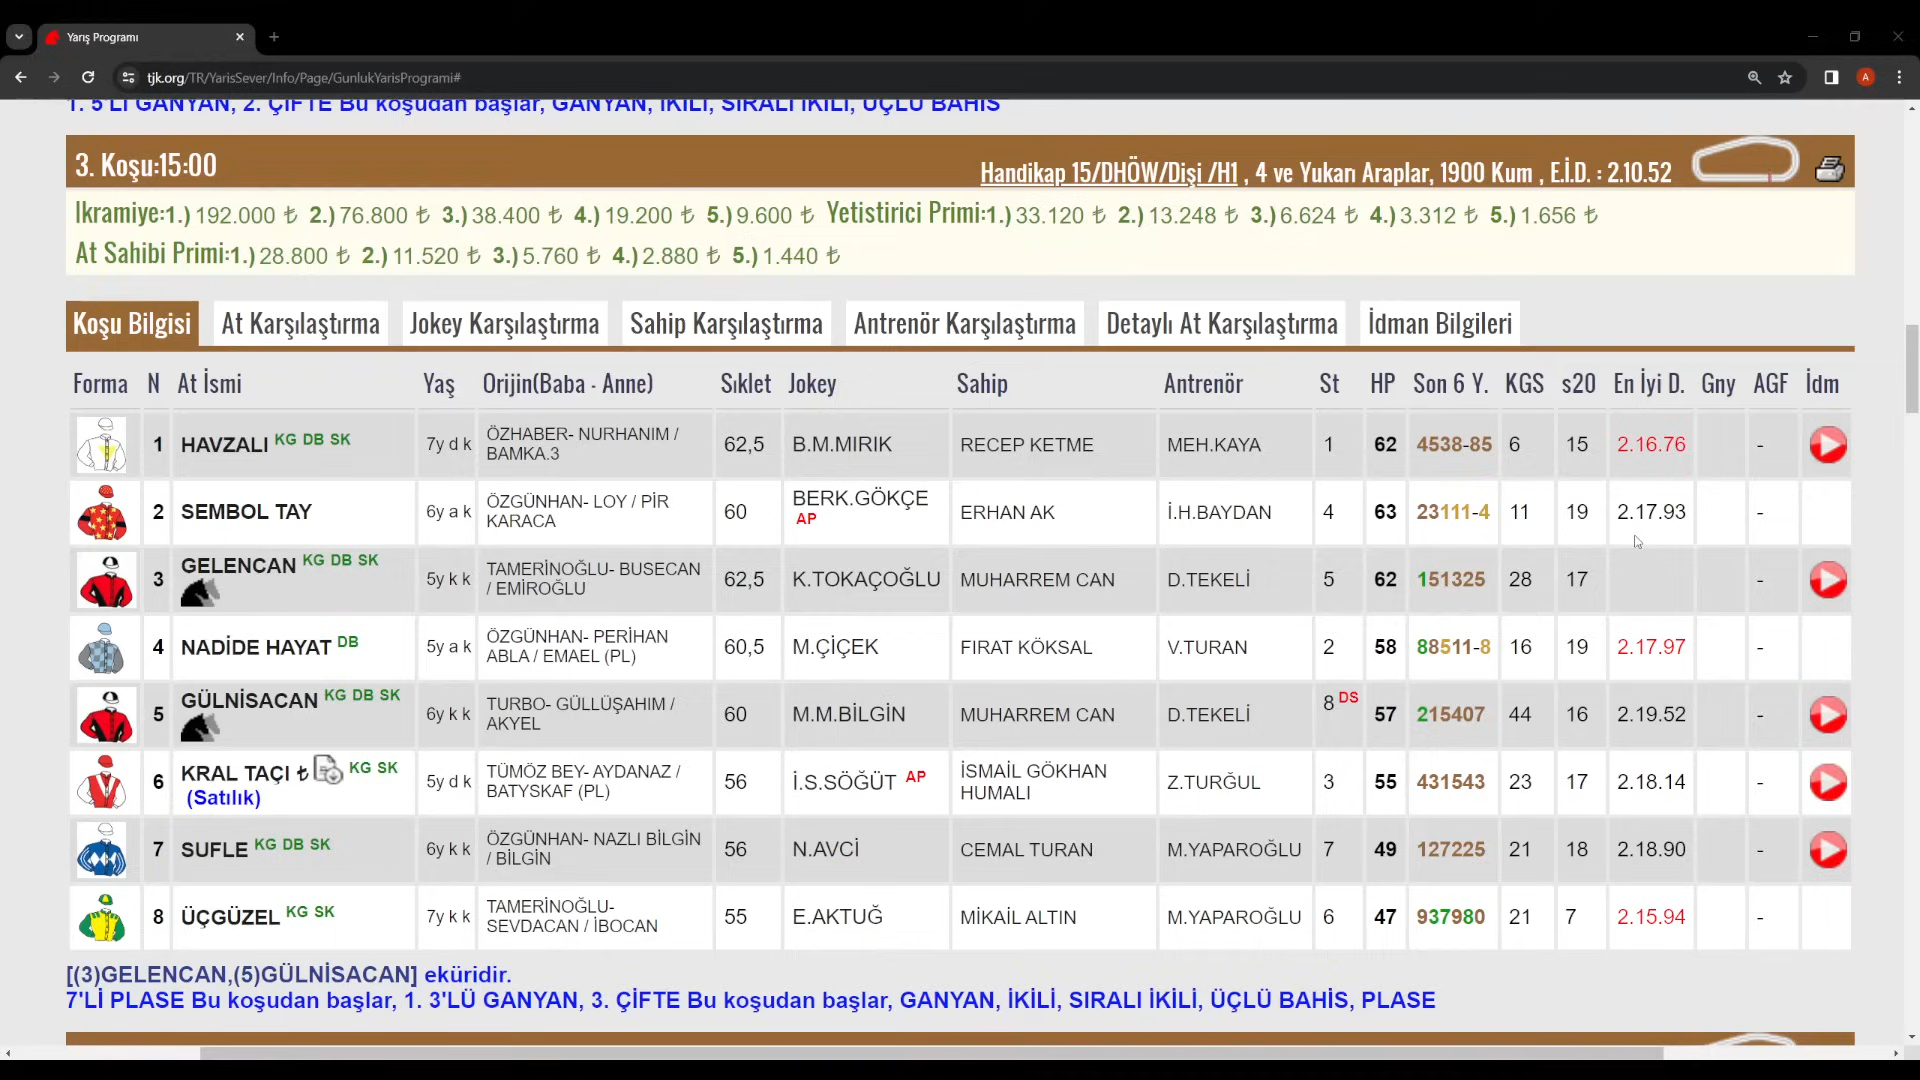 Yarış Programı
tjk.org/TR/YarisSever/Info/Page/GunlukYarisProgrami#
A
1. 5'Lİ GANYAN, 2. ÇİFTE Bu koşudan başlar, GANYAN, İKİLİ, SIRALI İKİLİ, ÜÇLÜ BAHİS
3. Koşu:15:00
Handikap 15/DHÖW/Dişi /H1 , 4 ve Yukarı Araplar, 1900 Kum , E.İ.D. : 2.10.52
Ikramiye:1.) 192.000 ₺ 2.) 76.800 ₺ 3.) 38.400 ₺ 4.) 19.200 ₺ 5.) 9.600 ₺ Yetistirici Primi:1.) 33.120 ₺ 2.) 13.248 ₺ 3.) 6.624 ₺ 4.) 3.312 ₺ 5.) 1.656 ₺
At Sahibi Primi:1.) 28.800 ₺ 2.) 11.520 ₺ 3.) 5.760 ₺ 4.) 2.880 ₺ 5.) 1.440 ₺
Koşu Bilgisi At Karşılaştırma Jokey Karşılaştırma Sahip Karşılaştırma Antrenör Karşılaştırma Detaylı At Karşılaştırma İdman Bilgileri
Forma N At İsmi Yaş Orijin(Baba - Anne) Sıklet Jokey Sahip Antrenör St HP Son 6 Y. KGS s20 En İyi D. Gny AGF İdm
1 HAVZALI KG DB SK 7y d k ÖZHABER- NURHANIM / BAMKA.3 62,5 B.M.MIRIK RECEP KETME MEH.KAYA 1 62 4538-85 6 15 2.16.76 -
2 SEMBOL TAY 6y a k ÖZGÜNHAN- LOY / PİR KARACA 60 BERK.GÖKÇE AP ERHAN AK İ.H.BAYDAN 4 63 23111-4 11 19 2.17.93 -
3 GELENCAN KG DB SK 5y k k TAMERİNOĞLU- BUSECAN / EMİROĞLU 62,5 K.TOKAÇOĞLU MUHARREM CAN D.TEKELİ 5 62 151325 28 17 -
4 NADİDE HAYAT DB 5y a k ÖZGÜNHAN- PERİHAN ABLA / EMAEL (PL) 60,5 M.ÇİÇEK FIRAT KÖKSAL V.TURAN 2 58 88511-8 16 19 2.17.97 -
5 GÜLNİSACAN KG DB SK 6y k k TURBO- GÜLLÜŞAHIM / AKYEL 60 M.M.BİLGİN MUHARREM CAN D.TEKELİ 8 DS 57 215407 44 16 2.19.52 -
6 KRAL TAÇI ₺ KG SK (Satılık) 5y d k TÜMÖZ BEY- AYDANAZ / BATYSKAF (PL) 56 İ.S.SÖĞÜT AP İSMAİL GÖKHAN HUMALI Z.TURĞUL 3 55 431543 23 17 2.18.14 -
7 SUFLE KG DB SK 6y k k ÖZGÜNHAN- NAZLI BİLGİN / BİLGİN 56 N.AVCİ CEMAL TURAN M.YAPAROĞLU 7 49 127225 21 18 2.18.90 -
8 ÜÇGÜZEL KG SK 7y k k TAMERİNOĞLU- SEVDACAN / İBOCAN 55 E.AKTUĞ MİKAİL ALTIN M.YAPAROĞLU 6 47 937980 21 7 2.15.94 -
[(3)GELENCAN,(5)GÜLNİSACAN] eküridir.
7'Lİ PLASE Bu koşudan başlar, 1. 3'LÜ GANYAN, 3. ÇİFTE Bu koşudan başlar, GANYAN, İKİLİ, SIRALI İKİLİ, ÜÇLÜ BAHİS, PLASE